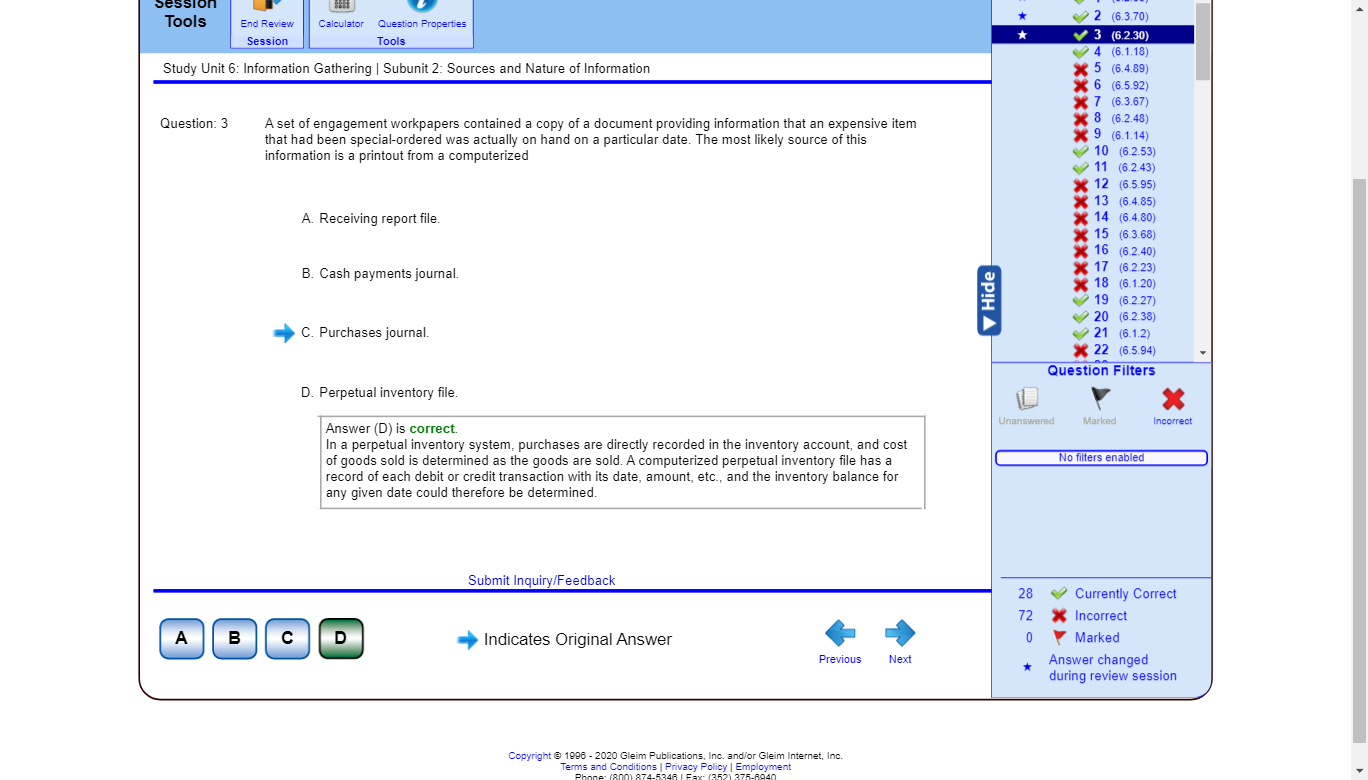 Session
Tools
End Review
Session
Calculator
Question Properties
Tools
Study Unit 6: Information Gathering | Subunit 2: Sources and Nature of Information
Question: 3
A set of engagement workpapers contained a copy of a document providing information that an expensive item
that had been special-ordered was actually on hand on a particular date. The most likely source of this
information is a printout from a computerized
A. Receiving report file.
B. Cash payments journal.
C. Purchases journal.
D. Perpetual inventory file.
Answer (D) is correct.
In a perpetual inventory system, purchases are directly recorded in the inventory account, and cost
of goods sold is determined as the goods are sold. A computerized perpetual inventory file has a
record of each debit or credit transaction with its date, amount, etc., and the inventory balance for
any given date could therefore be determined.
Submit Inquiry/Feedback
A B C D
Indicates Original Answer
Previous
Next
2 (6.3.70)
3 (6.2.30)
4 (6.1.18)
5 (6.4.89)
6 (6.5.92)
7 (6.3.67)
8 (6.2.48)
9 (6.1.14)
10 (6.2.53)
11 (6.2.43)
12 (6.5.95)
13 (6.4.85)
14 (6.4.80)
15 (6.3.68)
16 (6.2.40)
17 (6.2.23)
18 (6.1.20)
19 (6.2.27)
20 (6.2.38)
21 (6.1.2)
22 (6.5.94)
Hide
Question Filters
Unanswered
Marked
Incorrect
No filters enabled
28 Currently Correct
72 Incorrect
0 Marked
Answer changed
during review session
Copyright © 1996 - 2020 Gleim Publications, Inc. and/or Gleim Internet, Inc.
Terms and Conditions | Privacy Policy | Employment
Phone: (800) 874-5346 | Fax: (352) 375-6940